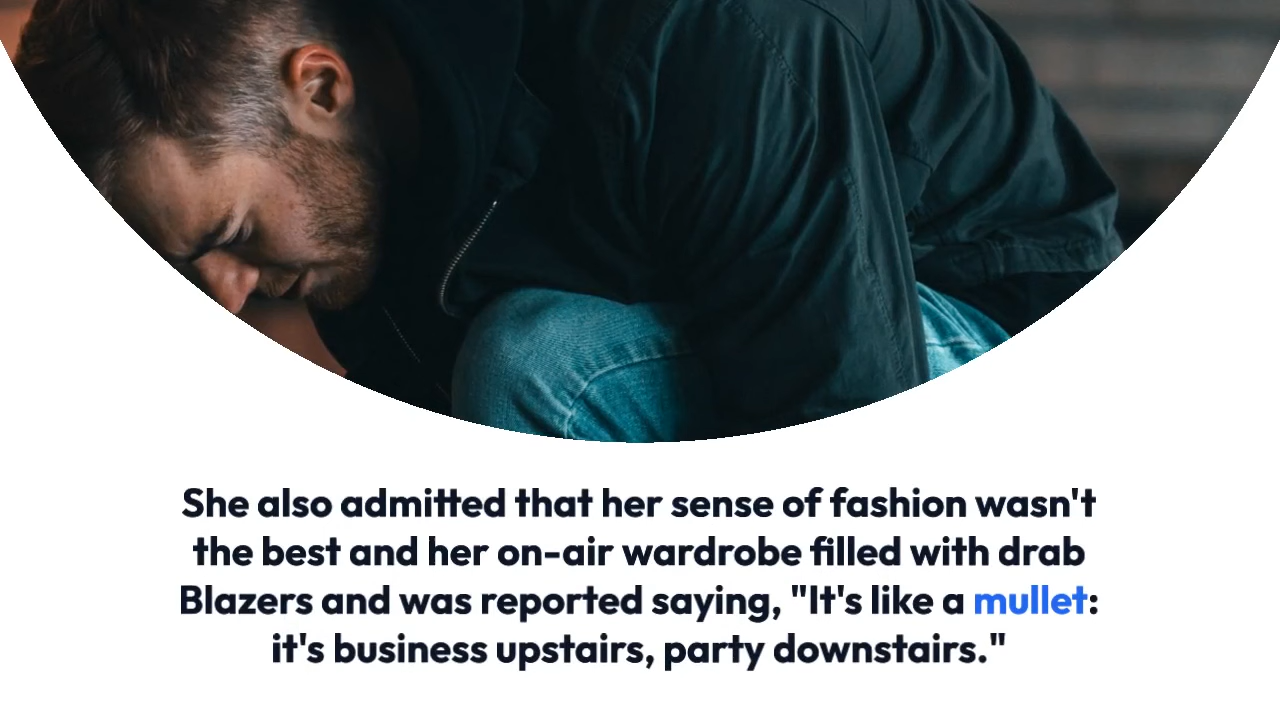 She also admitted that her sense of fashion wasn't
the best and her on-air wardrobe filled with drab
Blazers and was reported saying, "It's like a mullet:
it's business upstairs, party downstairs."